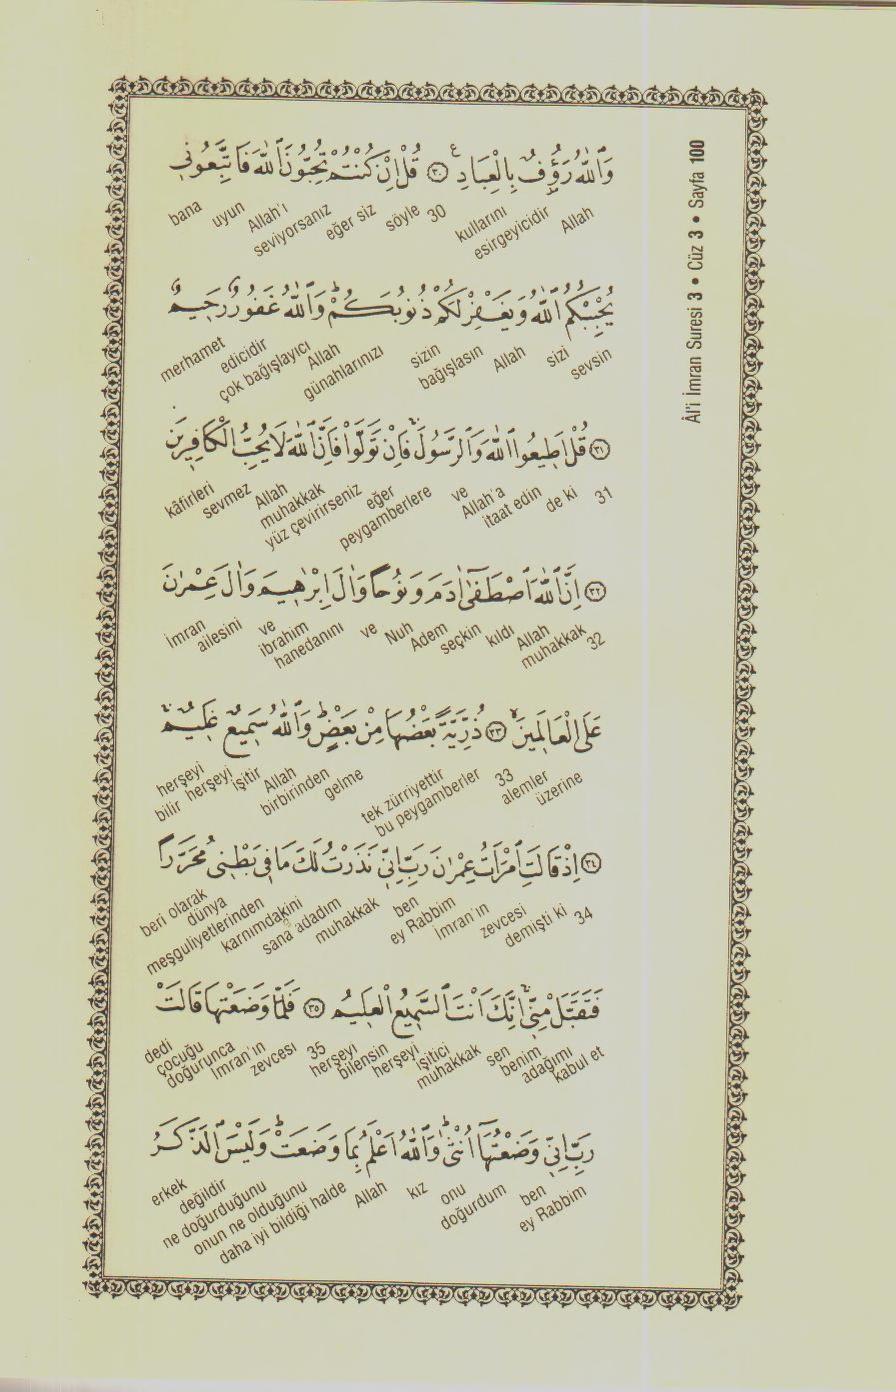 Âl'i İmran Suresi 3 • Cüz 3 • Sayfa 100
وَاللّٰهُ رَؤُۧفٌ بِالْعِبَادِ ﴿٣٠﴾ قُلْ اِنْ كُنْتُمْ تُحِبُّونَ اللّٰهَ فَاتَّبِعُونٖي
Allah esirgeyicidir kullarını 30 söyle eğer siz seviyorsanız Allah'ı uyun bana
يُحْبِبْكُمُ اللّٰهُ وَيَغْفِرْ لَكُمْ ذُنُوبَكُمْ وَاللّٰهُ غَفُورٌ رَحٖيمٌ
sevsin sizi Allah bağışlasın sizin günahlarınızı Allah çok bağışlayıcı edicidir merhamet
﴿٣١﴾ قُلْ اَطٖيعُوا اللّٰهَ وَالرَّسُولَ فَاِنْ تَوَلَّوْا فَاِنَّ اللّٰهَ لَا يُحِبُّ الْكَافِرٖينَ
31 de ki itaat edin Allah'a ve peygamberlere eğer yüz çevirirseniz muhakkak Allah sevmez kâfirleri
﴿٣٢﴾ اِنَّ اللّٰهَ اصْطَفٰٓى اٰدَمَ وَنُوحًا وَاٰلَ اِبْرٰهٖيمَ وَاٰلَ عِمْرٰنَ
32 muhakkak Allah kıldı seçkin Adem Nuh ve hanedanını ibrahim ve ailesini İmran
عَلَى الْعَالَمٖينَ ﴿٣٣﴾ ذُرِّيَّةً بَعْضُهَا مِنْ بَعْضٍ وَاللّٰهُ سَمٖيعٌ عَلٖيمٌ
üzerine alemler 33 bu peygamberler tek zürriyettir gelme birbirinden Allah işitir herşeyi bilir herşeyi
﴿٣٤﴾ اِذْ قَالَتِ امْرَاَتُ عِمْرٰنَ رَبِّ اِنّٖي نَذَرْتُ لَكَ مَا فٖي بَطْنٖي مُحَرَّرًا
34 demişti ki zevcesi İmran'ın ey Rabbim ben muhakkak sana adadım karnımdakini meşguliyetlerinden dünya beri olarak
فَتَقَبَّلْ مِنّٖي اِنَّكَ اَنْتَ السَّمٖيعُ الْعَلٖيمُ ﴿٣٥﴾ فَلَمَّا وَضَعَتْهَا قَالَتْ
kabul et adağımı benim sen muhakkak işitici herşeyi bilensin herşeyi 35 zevcesi İmran'ın doğurunca çocuğu dedi
رَبِّ اِنّٖي وَضَعْتُهَٓا اُنْثٰى وَاللّٰهُ اَعْلَمُ بِمَا وَضَعَتْ وَلَيْسَ الذَّكَرُ
ey Rabbim ben doğurdum onu kız Allah daha iyi bildiği halde onun ne olduğunu ne doğurduğunu değildir erkek